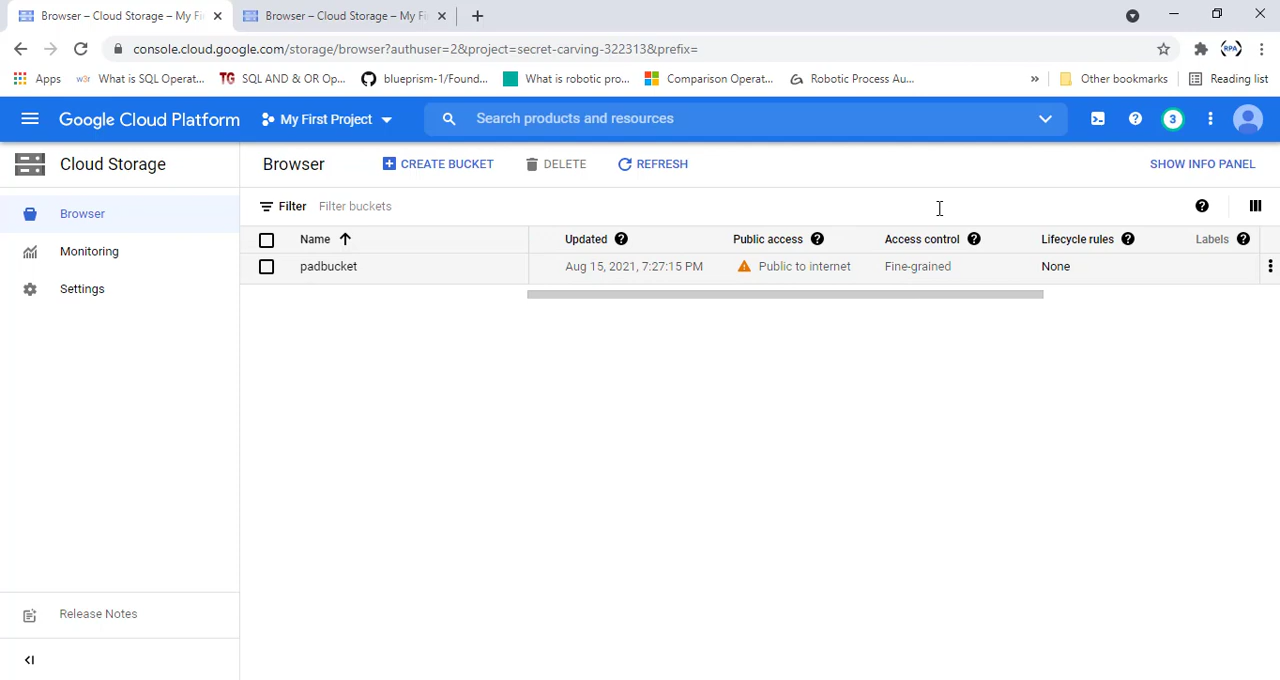 Browser – Cloud Storage – My Fi
Browser – Cloud Storage – My Fi
console.cloud.google.com/storage/browser?authuser=2&project=secret-carving-322313&prefix=
RPA
Apps
w3r What is SQL Operat...
TG SQL AND & OR Op...
blueprism-1/Found...
What is robotic pro...
Comparison Operat...
Robotic Process Au...
»
Other bookmarks
Reading list
Google Cloud Platform
My First Project
Search products and resources
3
Cloud Storage
Browser
CREATE BUCKET
DELETE
REFRESH
SHOW INFO PANEL
Browser
Monitoring
Settings
Filter Filter buckets
Name Updated Public access Access control Lifecycle rules Labels
padbucket Aug 15, 2021, 7:27:15 PM Public to internet Fine-grained None
Release Notes